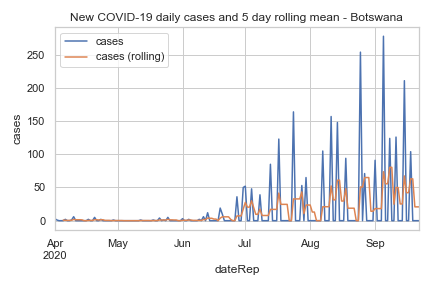 New COVID-19 daily cases and 5 day rolling mean - Botswana
cases
cases (rolling)
250
200
150
100
50
0
cases
Apr
2020
May
Jun
Jul
Aug
Sep
dateRep